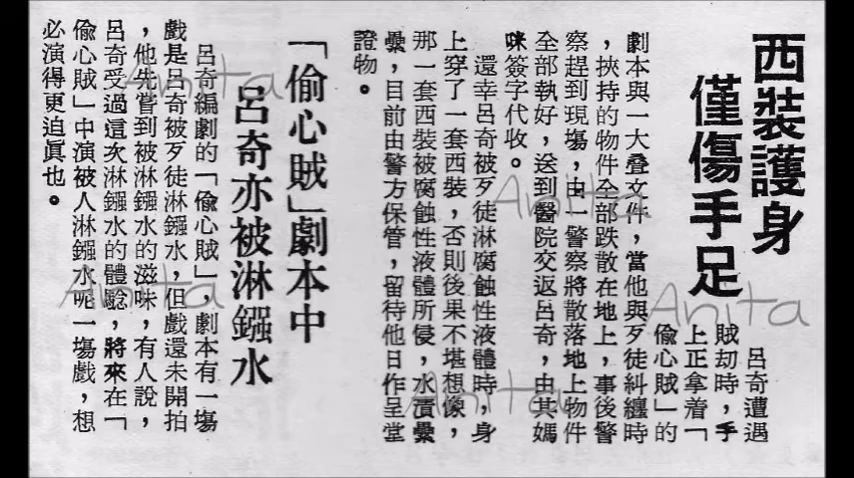 西裝護身
僅傷手足
呂奇遭遇
賊劫時，手
上正拿着「
偷心賊」的
劇本與一大叠文件，當他與歹徒糾纏時
，挾持的物件全部跌散在地上，事後警
察趕到現塲，由一警察將散落地上物件
全部執好，送到醫院交返呂奇，由其媽
咪簽字代收。
還幸呂奇被歹徒淋腐蝕性液體時，身
上穿了一套西裝，否則後果不堪想像，
那一套西裝被腐蝕性液體所侵，水漬纍
纍，目前由警方保管，留待他日作呈堂
證物。
「偷心賊」劇本中
呂奇亦被淋鏹水
呂奇編劇的「偷心賊」，劇本有一塲
戲是呂奇被歹徒淋鏹水，但戲還未開拍
，他先嘗到被淋鏹水的滋味，有人說，
呂奇受過這次淋鏹水的體驗，將來在「
偷心賊」中演被人淋鏹水呢一塲戲，想
必演得更迫眞也。
Anita
Anita
Anita
Anita
Anita